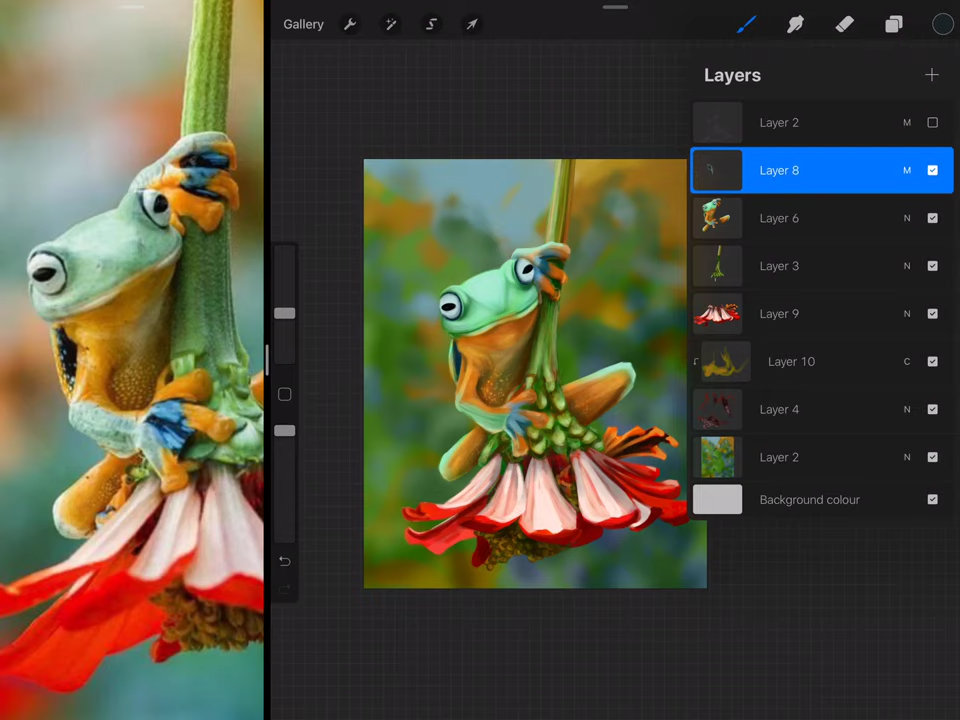 Gallery
Layers
Layer 2 M
Layer 8 M
Layer 6 N
Layer 3 N
Layer 9 N
Layer 10 C
Layer 4 N
Layer 2 N
Background colour